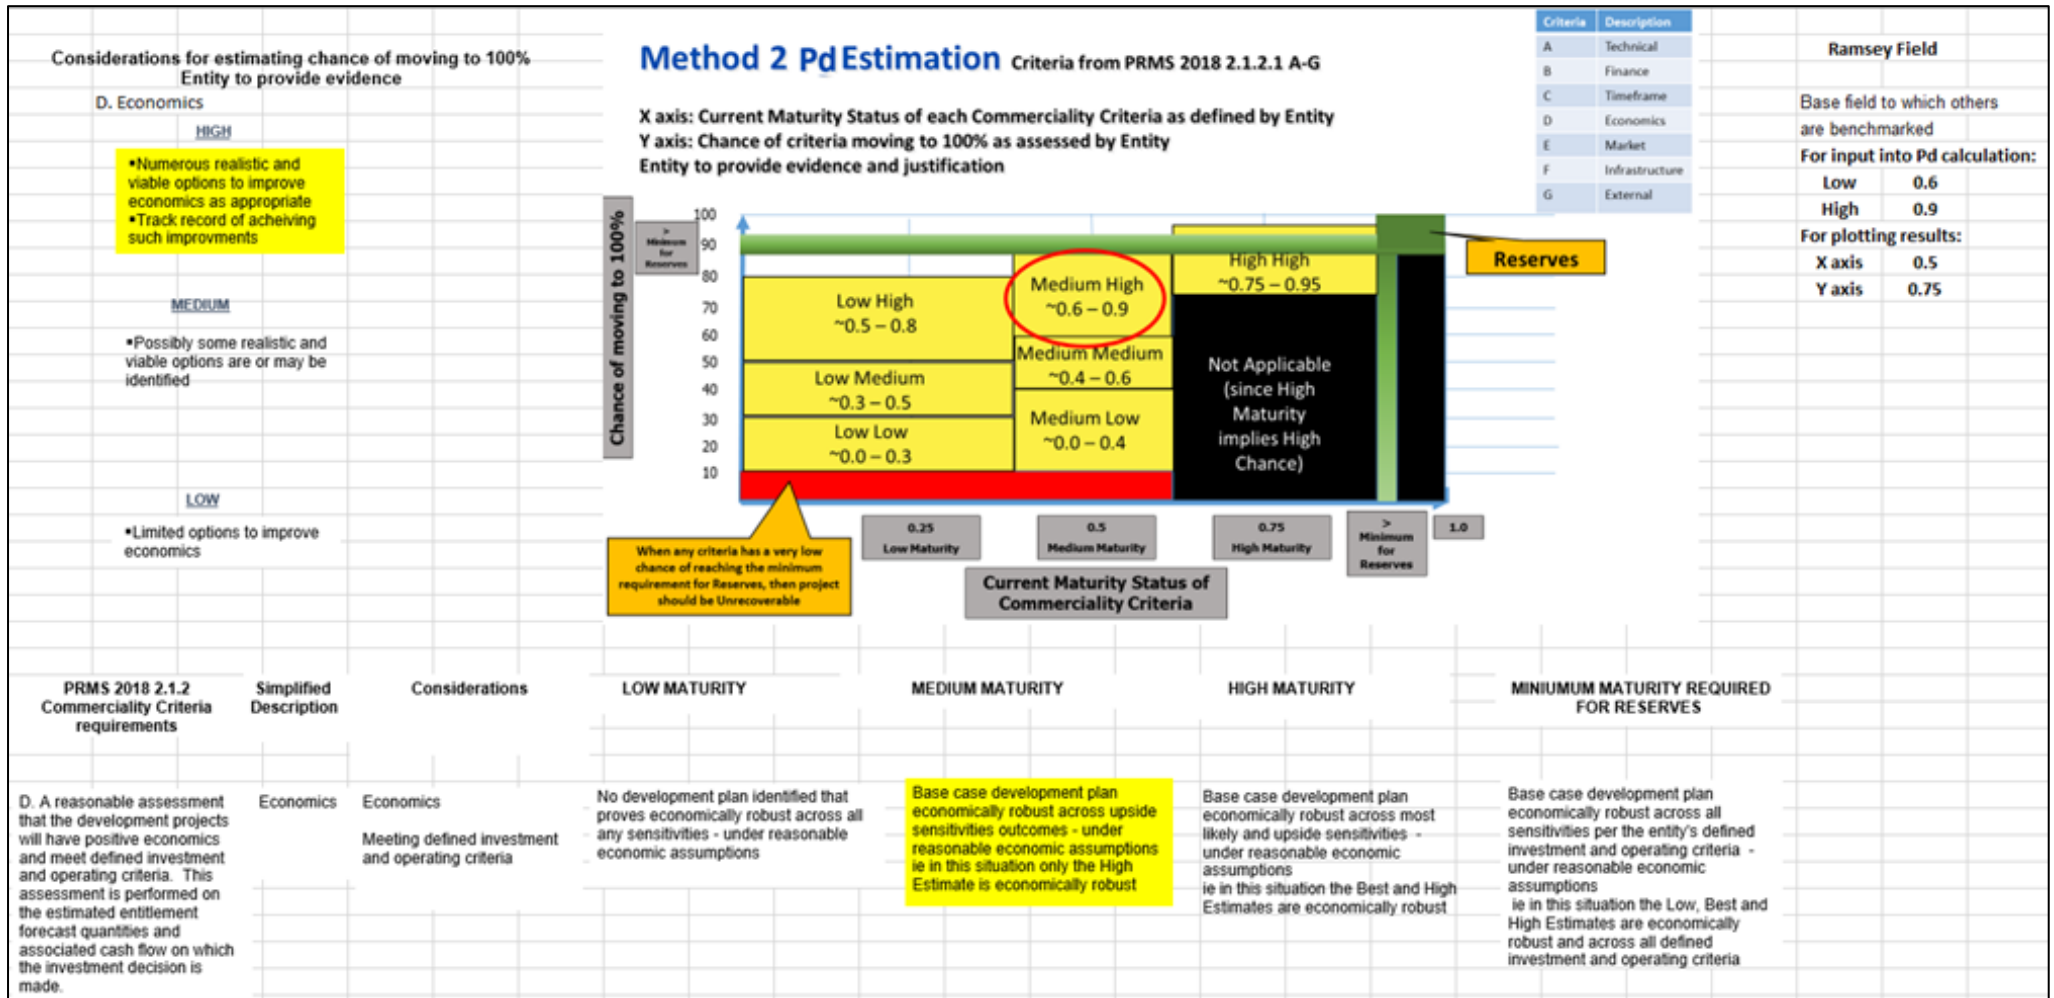 Considerations for estimating chance of moving to 100%
Entity to provide evidence
D. Economics
HIGH
▪Numerous realistic and
viable options to improve
economics as appropriate
▪Track record of acheiving
such improvments
MEDIUM
▪Possibly some realistic and
viable options are or may be
identified
LOW
▪Limited options to improve
economics
Method 2 Pd Estimation Criteria from PRMS 2018 2.1.2.1 A-G
X axis: Current Maturity Status of each Commerciality Criteria as defined by Entity
Y axis: Chance of criteria moving to 100% as assessed by Entity
Entity to provide evidence and justification
Criteria Description
A Technical
B Finance
C Timeframe
D Economics
E Market
F Infrastructure
G External
Ramsey Field
Base field to which others
are benchmarked
For input into Pd calculation:
Low 0.6
High 0.9
For plotting results:
X axis 0.5
Y axis 0.75
Chance of moving to 100%
>
Minimum
for
Reserves
100
90
80
70
60
50
40
30
20
10
Low High
~0.5 – 0.8
Low Medium
~0.3 – 0.5
Low Low
~0.0 – 0.3
Medium High
~0.6 – 0.9
Medium Medium
~0.4 – 0.6
Medium Low
~0.0 – 0.4
High High
~0.75 – 0.95
Not Applicable
(since High
Maturity
implies High
Chance)
Reserves
When any criteria has a very low
chance of reaching the minimum
requirement for Reserves, then project
should be Unrecoverable
0.25
Low Maturity
0.5
Medium Maturity
0.75
High Maturity
>
Minimum
for
Reserves
1.0
Current Maturity Status of
Commerciality Criteria
PRMS 2018 2.1.2
Commerciality Criteria
requirements
Simplified
Description
Considerations
LOW MATURITY
MEDIUM MATURITY
HIGH MATURITY
MINIUMUM MATURITY REQUIRED
FOR RESERVES
D. A reasonable assessment
that the development projects
will have positive economics
and meet defined investment
and operating criteria. This
assessment is performed on
the estimated entitlement
forecast quantities and
associated cash flow on which
the investment decision is
made.
Economics
Economics
Meeting defined investment
and operating criteria
No development plan identified that
proves economically robust across all
any sensitivities - under reasonable
economic assumptions
Base case development plan
economically robust across upside
sensitivities outcomes - under
reasonable economic assumptions
ie in this situation only the High
Estimate is economically robust
Base case development plan
economically robust across most
likely and upside sensitivities -
under reasonable economic
assumptions
ie in this situation the Best and High
Estimates are economically robust
Base case development plan
economically robust across all
sensitivities per the entity's defined
investment and operating criteria -
under reasonable economic
assumptions
ie in this situation the Low, Best and
High Estimates are economically
robust and across all defined
investment and operating criteria